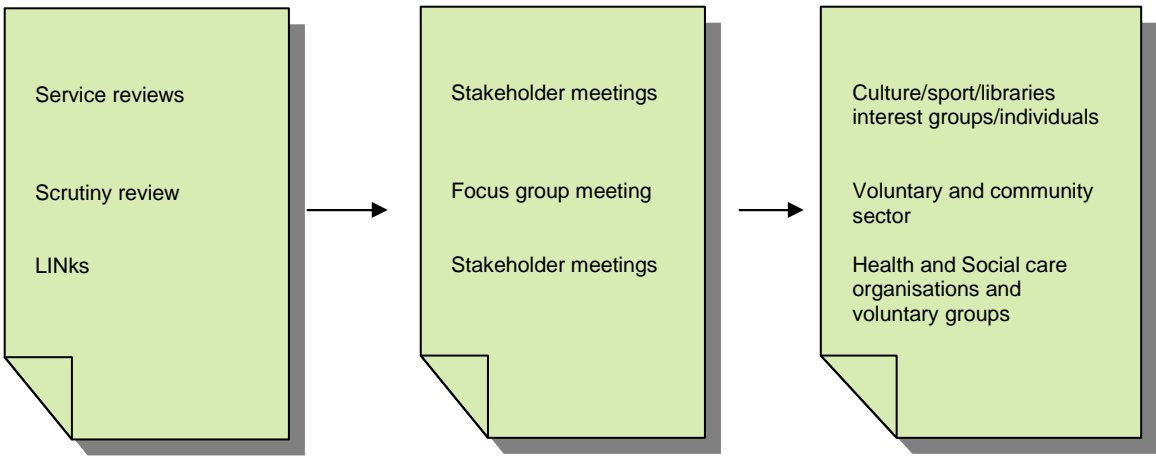 Service reviews
Scrutiny review
LINks
Stakeholder meetings
Focus group meeting
Stakeholder meetings
Culture/sport/libraries
interest groups/individuals
Voluntary and community
sector
Health and Social care
organisations and
voluntary groups